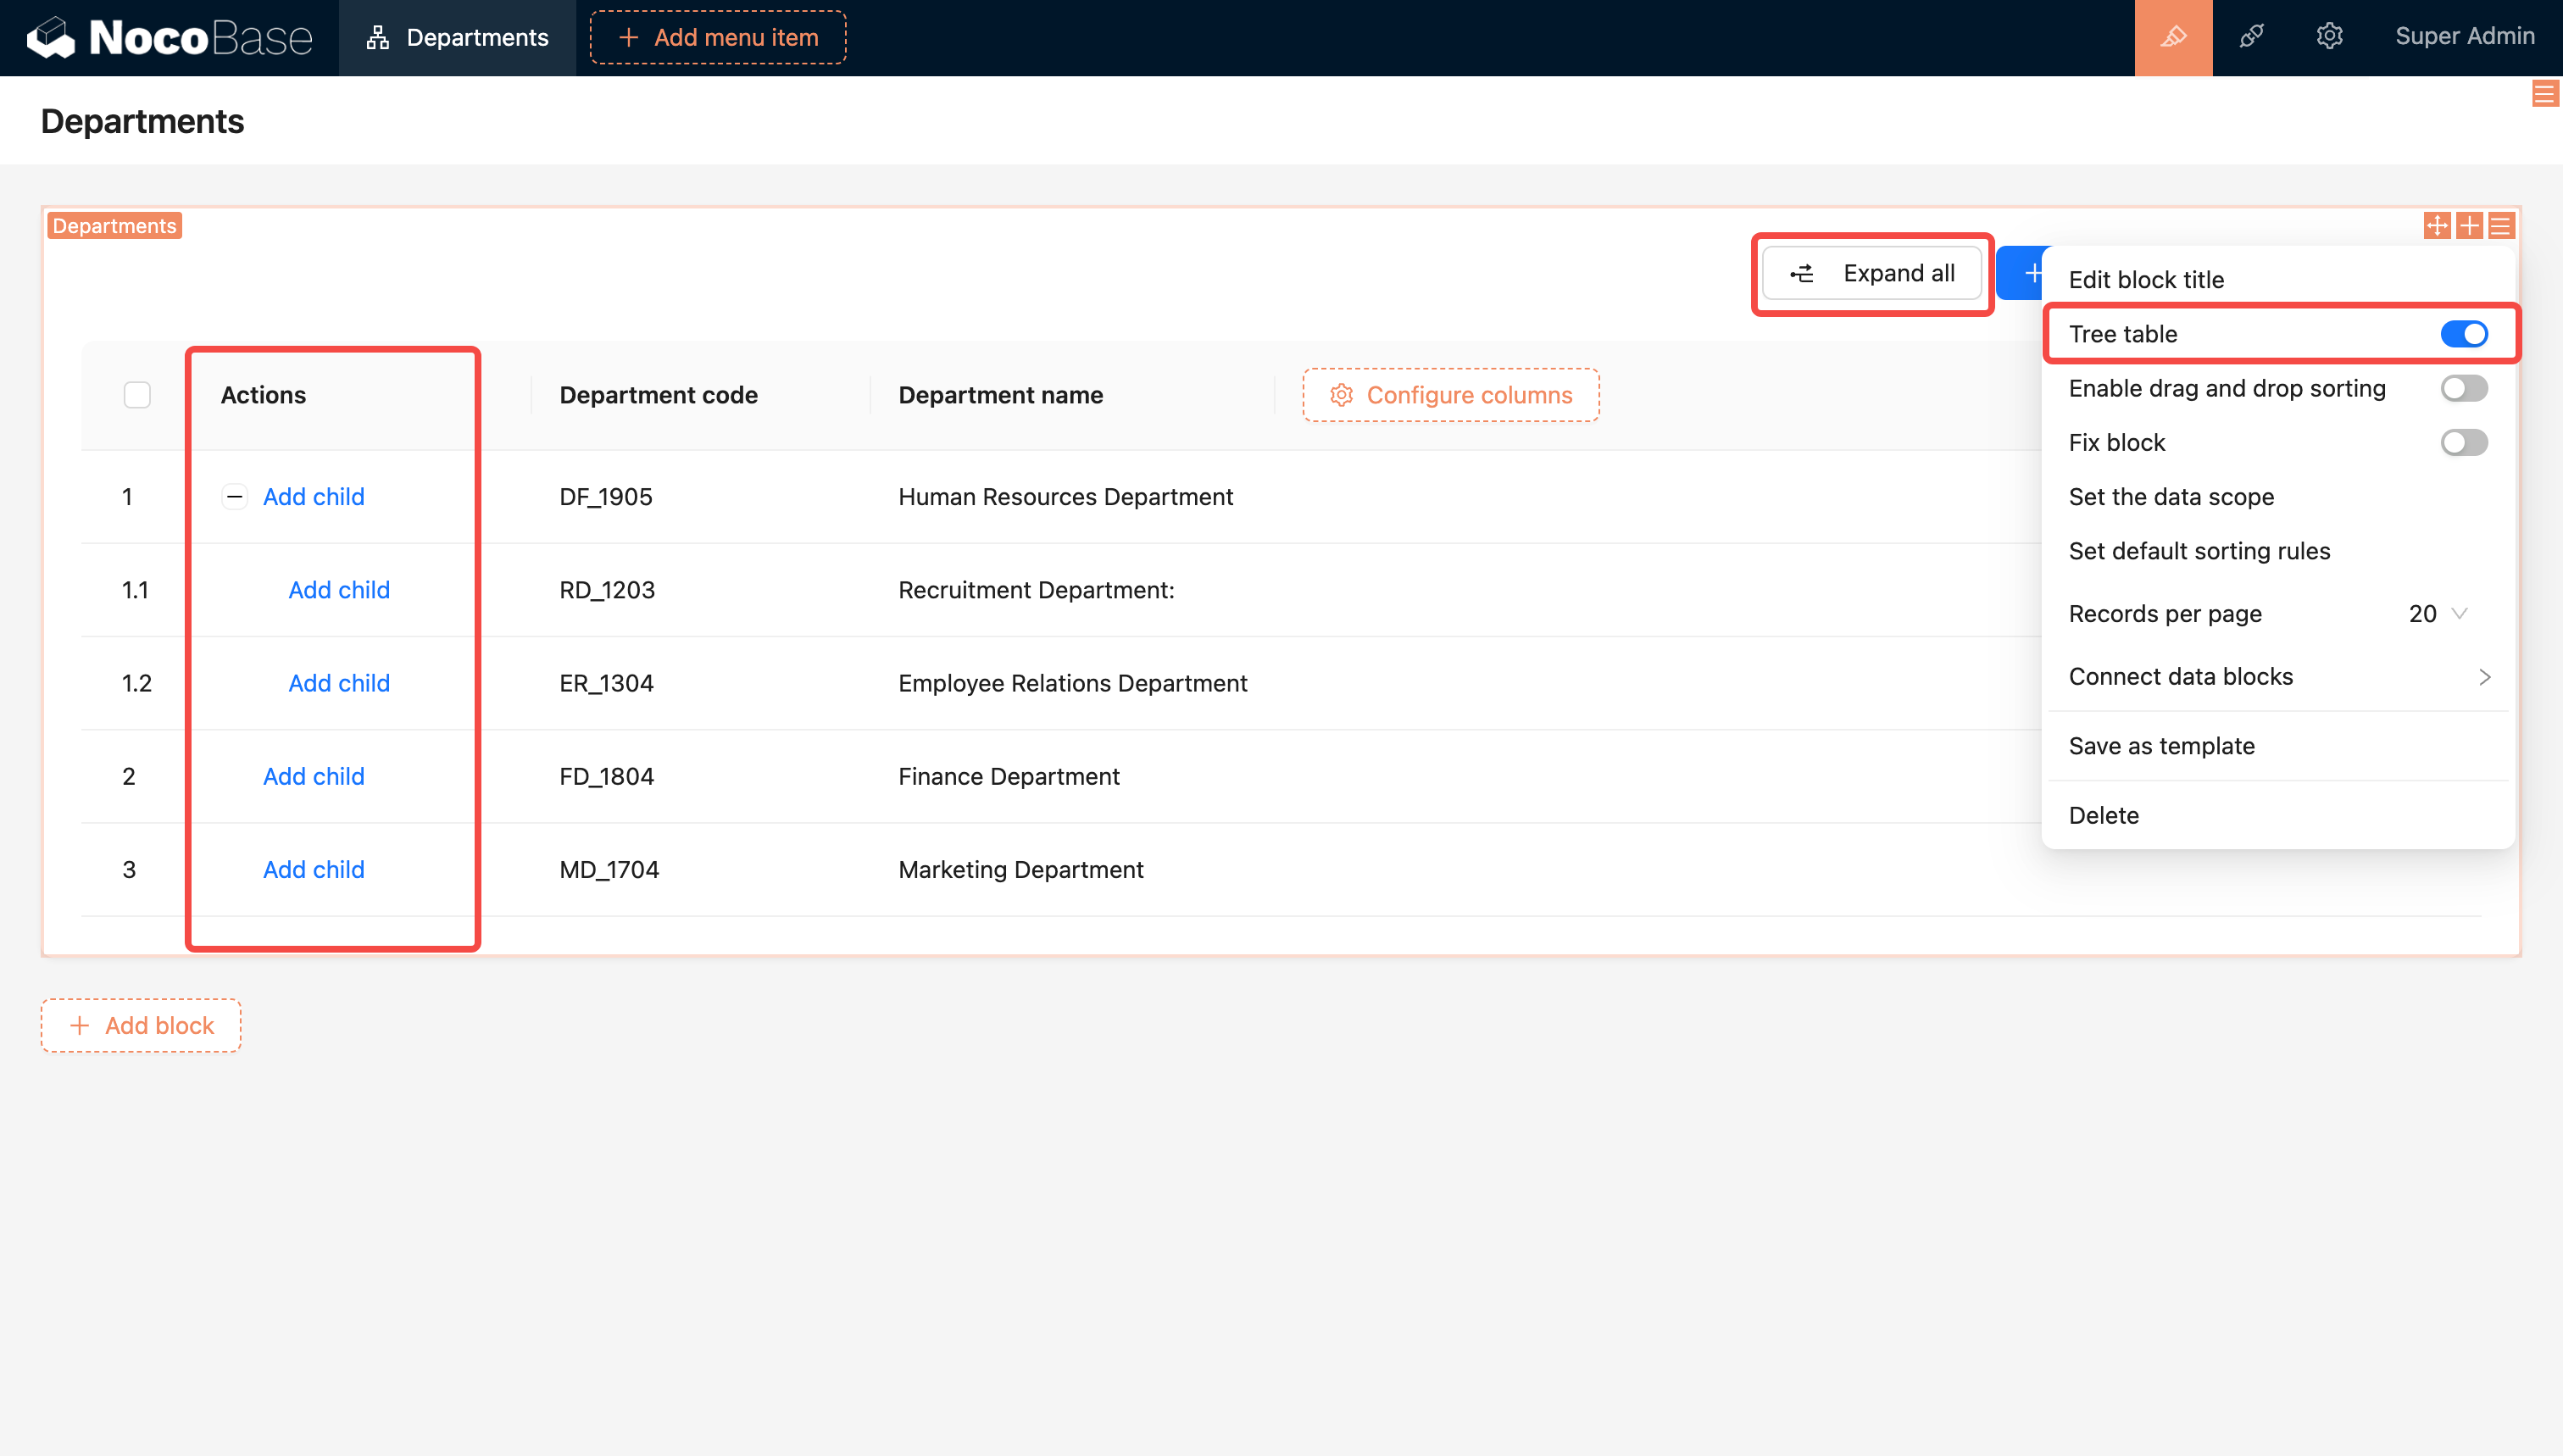 NocoBase Departments + Add menu item Super Admin
Departments
Departments
Expand all
Edit block title
Tree table
Enable drag and drop sorting
Fix block
Set the data scope
Set default sorting rules
Records per page 20
Connect data blocks
Save as template
Delete
Actions Department code Department name Configure columns
1 Add child DF_1905 Human Resources Department
1.1 Add child RD_1203 Recruitment Department:
1.2 Add child ER_1304 Employee Relations Department
2 Add child FD_1804 Finance Department
3 Add child MD_1704 Marketing Department
+ Add block